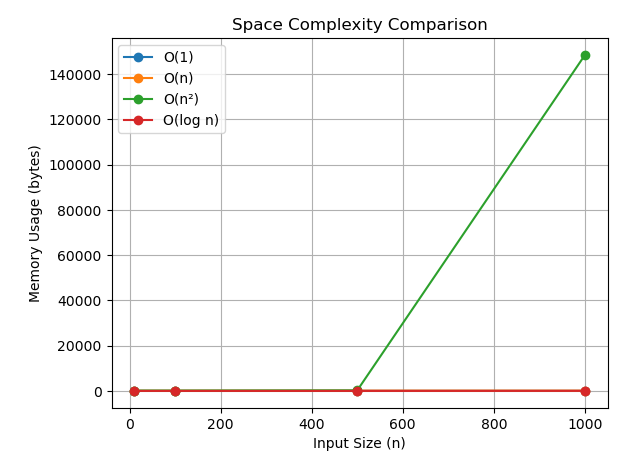 Space Complexity Comparison
O(1)
O(n)
O(n²)
O(log n)
Memory Usage (bytes)
140000
120000
100000
80000
60000
40000
20000
0
0 200 400 600 800 1000
Input Size (n)